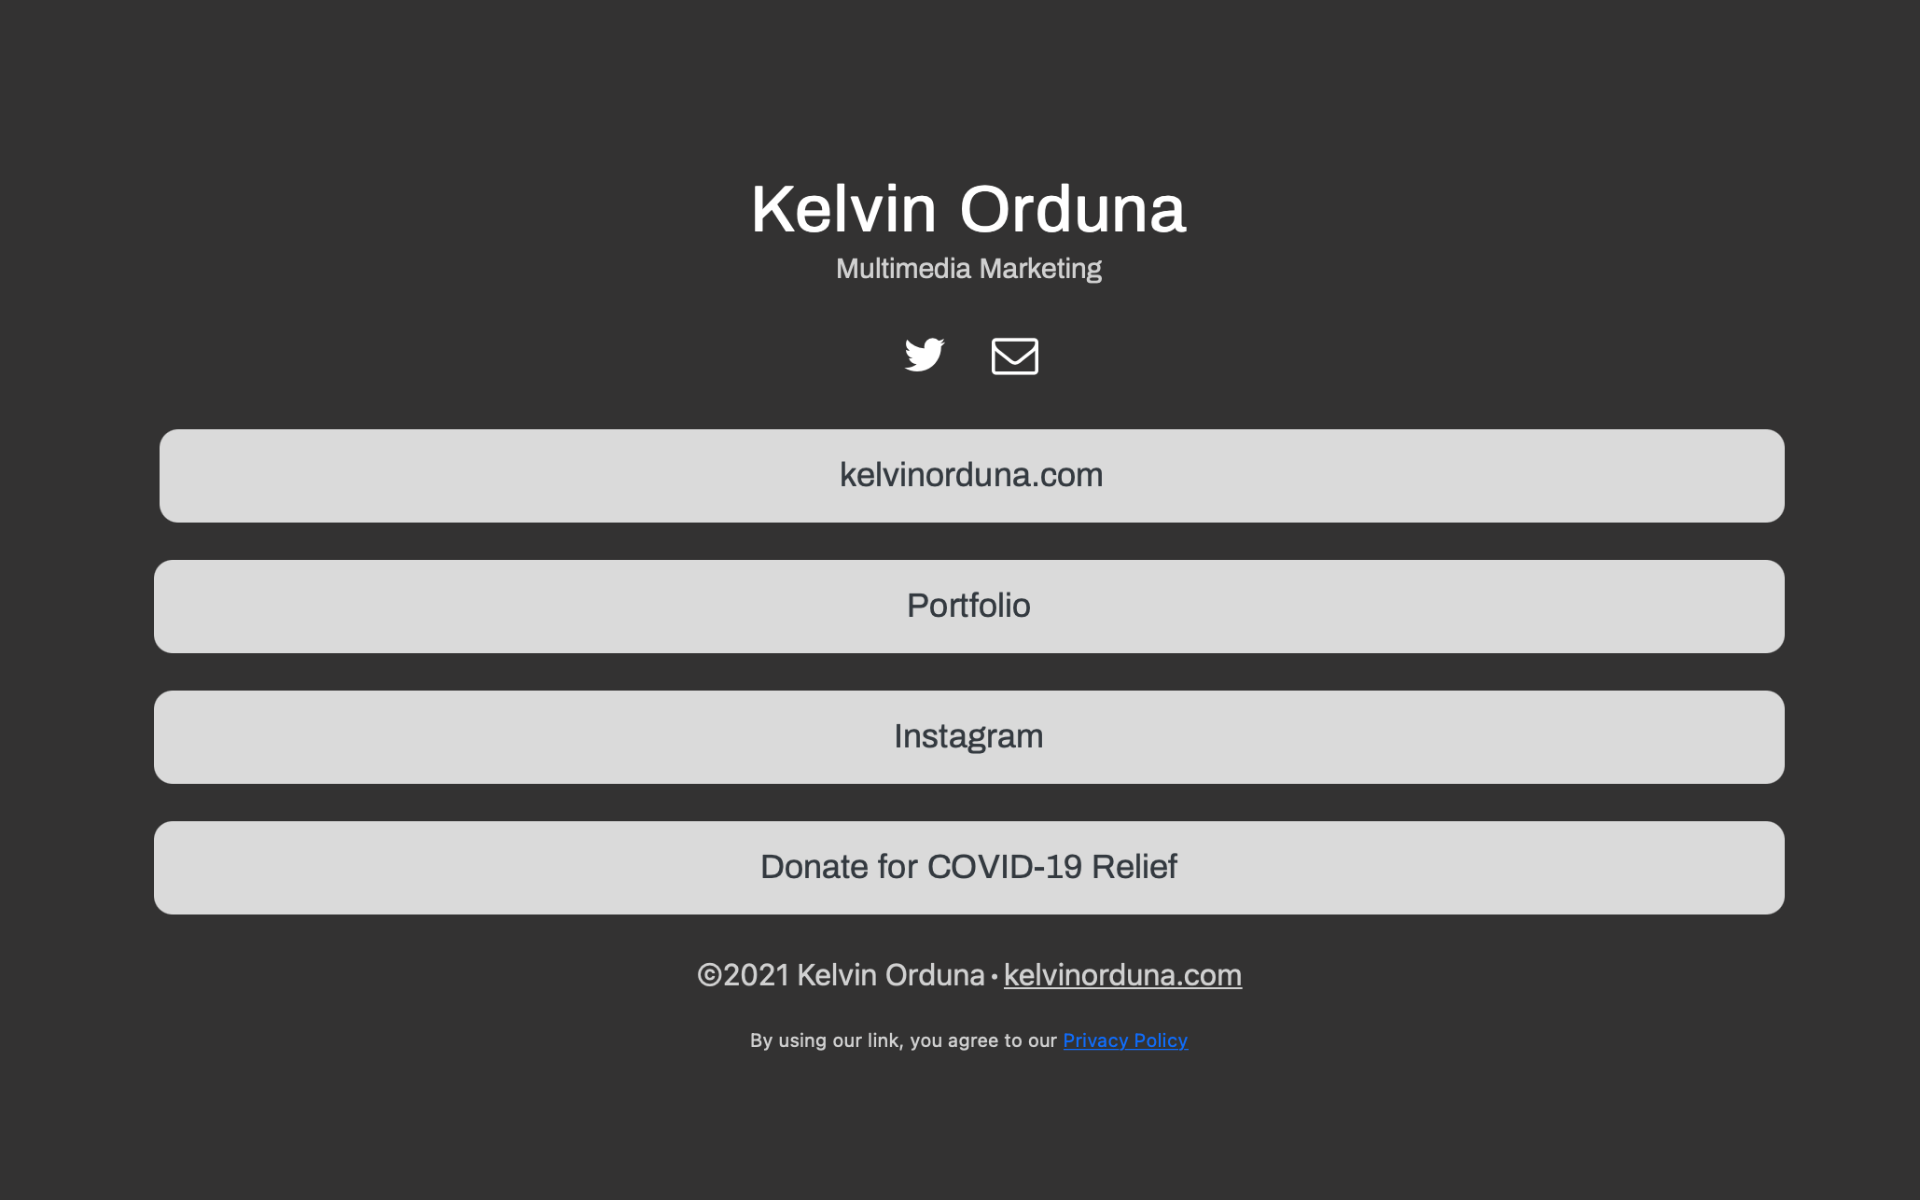 Kelvin Orduna
Multimedia Marketing
kelvinorduna.com
Portfolio
Instagram
Donate for COVID-19 Relief
©2021 Kelvin Orduna · kelvinorduna.com
By using our link, you agree to our Privacy Policy